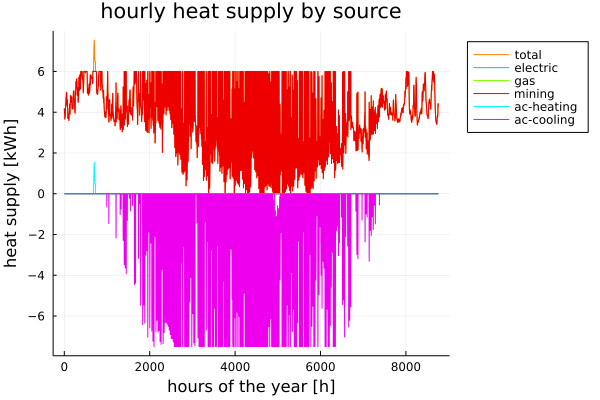 hourly heat supply by source
heat supply [kWh]
6
4
2
0
−2
−4
−6
0
2000
4000
6000
8000
hours of the year [h]
total
electric
gas
mining
ac-heating
ac-cooling